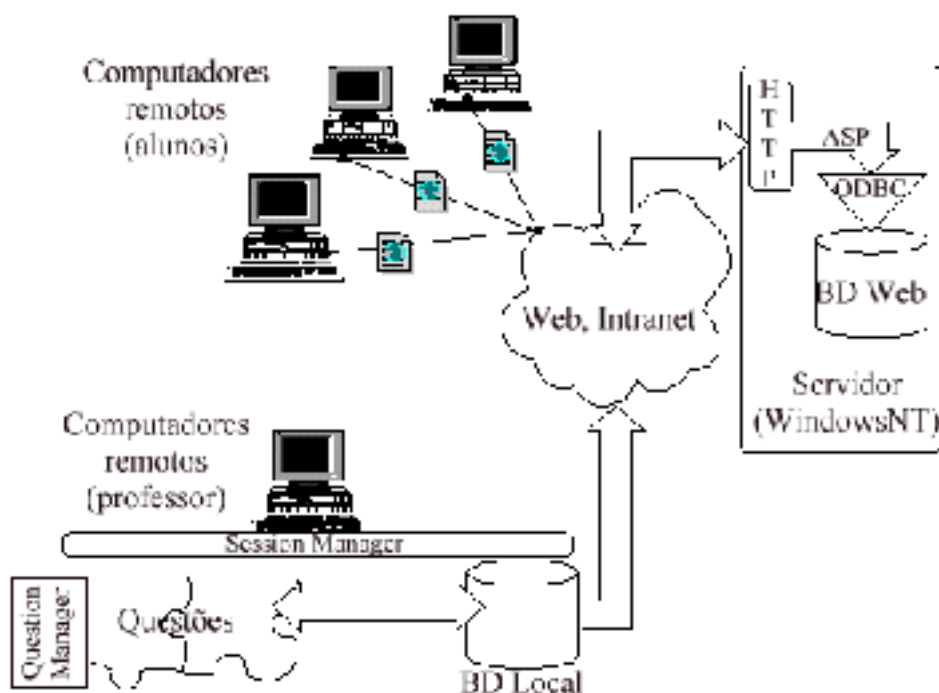 Computadores
remotos
(alunos)
HTTP
ASP
ODBC
BD Web
Web, Intranet
Servidor
(WindowsNT)
Computadores
remotos
(professor)
Session Manager
Question
Manager
Questões
BD Local